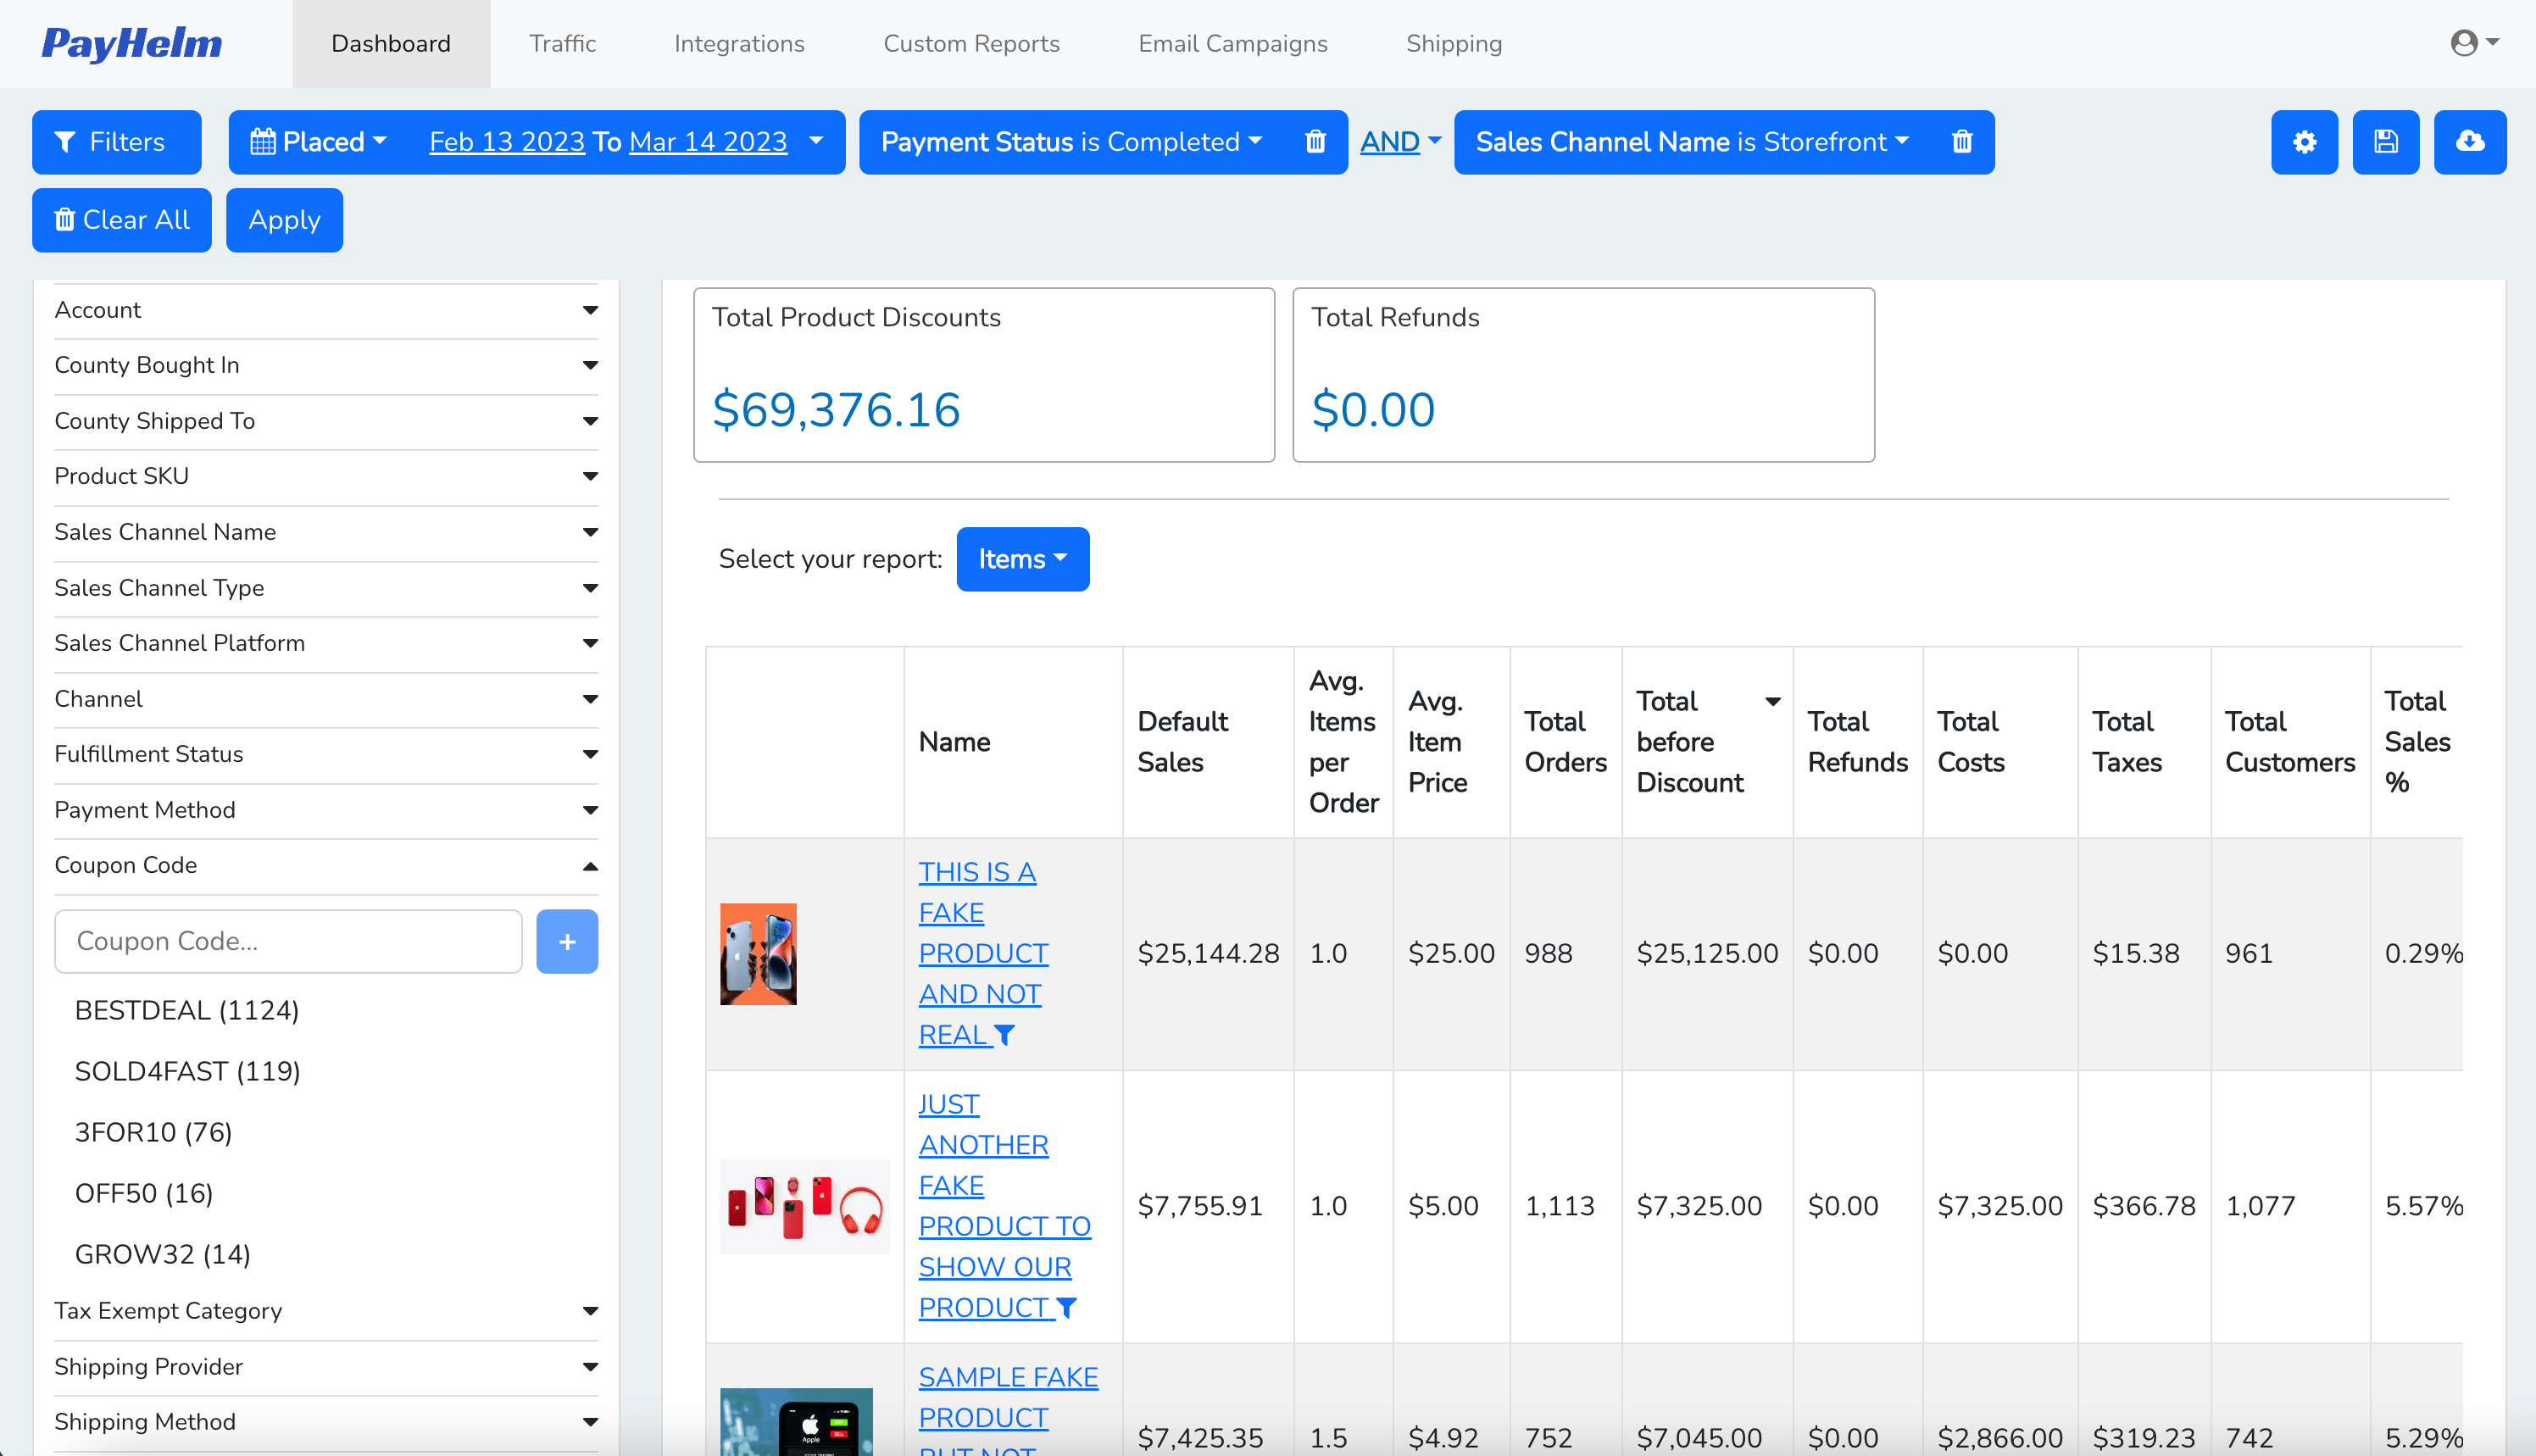 PayHelm
Dashboard
Traffic
Integrations
Custom Reports
Email Campaigns
Shipping
Filters
Placed
Feb 13 2023 To Mar 14 2023
Payment Status is Completed
AND
Sales Channel Name is Storefront
Clear All
Apply
Account
County Bought In
County Shipped To
Product SKU
Sales Channel Name
Sales Channel Type
Sales Channel Platform
Channel
Fulfillment Status
Payment Method
Coupon Code
Coupon Code...
+
BESTDEAL (1124)
SOLD4FAST (119)
3FOR10 (76)
OFF50 (16)
GROW32 (14)
Tax Exempt Category
Shipping Provider
Shipping Method
Total Product Discounts
$69,376.16
Total Refunds
$0.00
Select your report:
Items
Name
Default
Sales
Avg.
Items
per
Order
Avg.
Item
Price
Total
Orders
Total
before
Discount
Total
Refunds
Total
Costs
Total
Taxes
Total
Customers
Total
Sales
%
THIS IS A
FAKE
PRODUCT
AND NOT
REAL
$25,144.28
1.0
$25.00
988
$25,125.00
$0.00
$0.00
$15.38
961
0.29%
JUST
ANOTHER
FAKE
PRODUCT TO
SHOW OUR
PRODUCT
$7,755.91
1.0
$5.00
1,113
$7,325.00
$0.00
$7,325.00
$366.78
1,077
5.57%
SAMPLE FAKE
PRODUCT
BUT NOT
Apple
$7,425.35
1.5
$4.92
752
$7,045.00
$0.00
$2,866.00
$319.23
742
5.29%